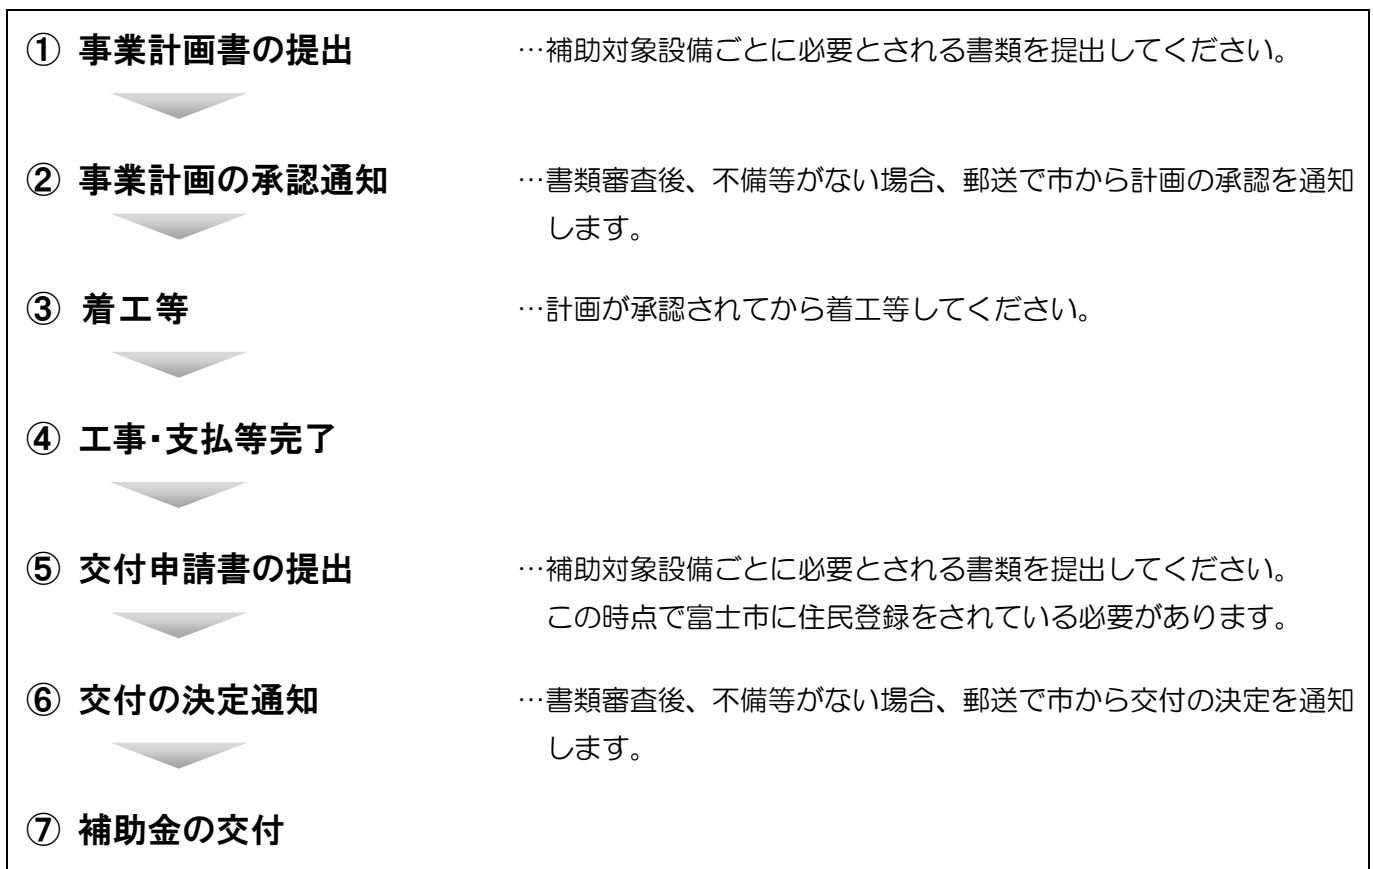 ① 事業計画書の提出 …補助対象設備ごとに必要とされる書類を提出してください。
② 事業計画の承認通知 …書類審査後、不備等がない場合、郵送で市から計画の承認を通知
します。
③ 着工等 …計画が承認されてから着工等してください。
④ 工事・支払等完了
⑤ 交付申請書の提出 …補助対象設備ごとに必要とされる書類を提出してください。
この時点で富士市に住民登録をされている必要があります。
⑥ 交付の決定通知 …書類審査後、不備等がない場合、郵送で市から交付の決定を通知
します。
⑦ 補助金の交付